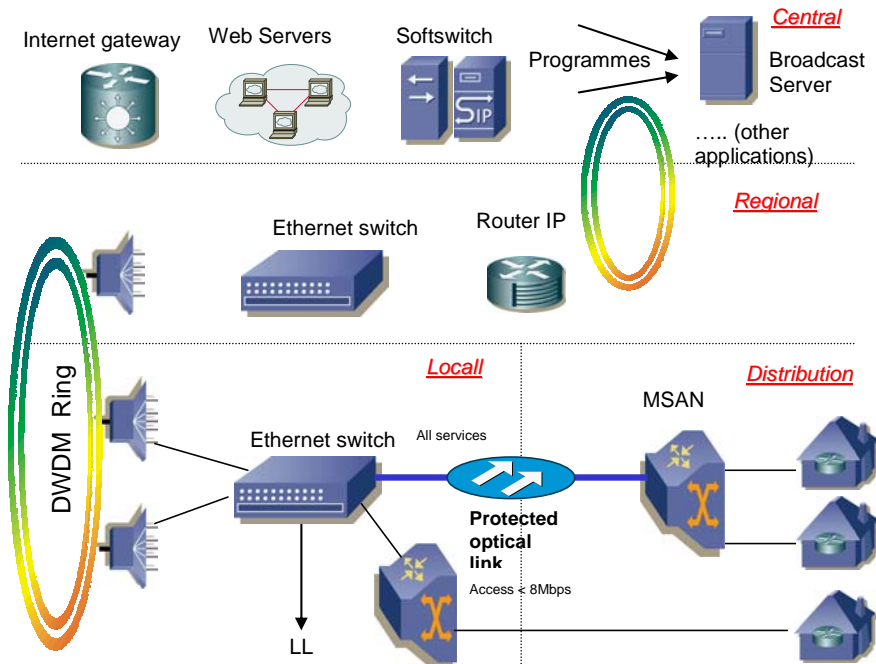 Central
Internet gateway
Web Servers
Softswitch
Programmes
Broadcast
Server
SIP
..... (other
applications)
Regional
Ethernet switch
Router IP
DWDM Ring
Locall
Distribution
MSAN
Ethernet switch
All services
Protected
optical
link
Access < 8Mbps
LL